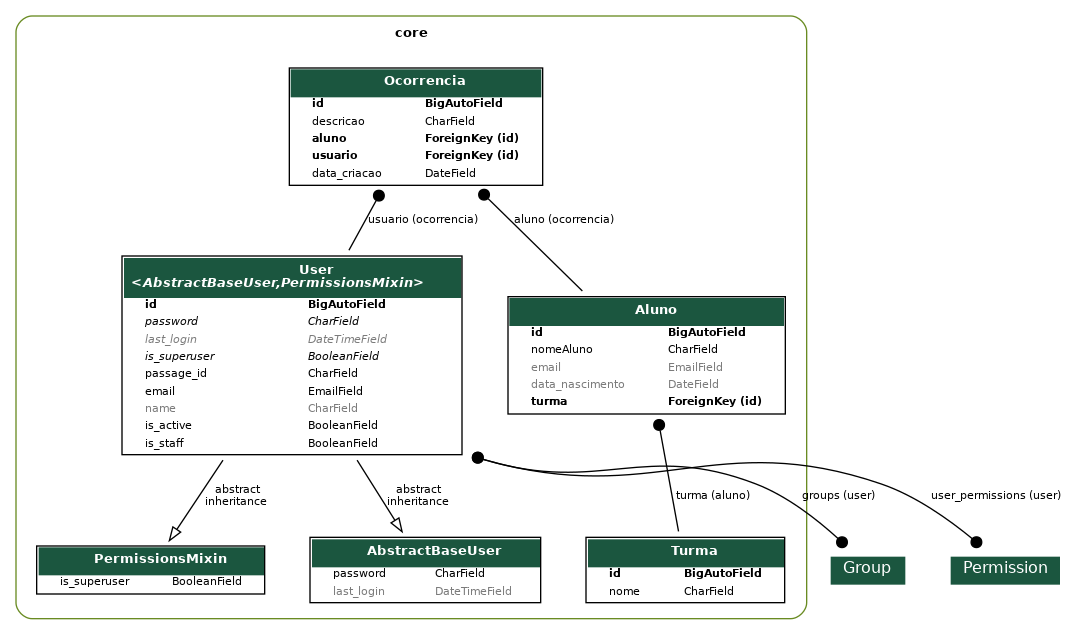 core
Ocorrencia
id BigAutoField
descricao CharField
aluno ForeignKey (id)
usuario ForeignKey (id)
data_criacao DateField
usuario (ocorrencia)
aluno (ocorrencia)
User
<AbstractBaseUser,PermissionsMixin>
id BigAutoField
password CharField
last_login DateTimeField
is_superuser BooleanField
passage_id CharField
email EmailField
name CharField
is_active BooleanField
is_staff BooleanField
Aluno
id BigAutoField
nomeAluno CharField
email EmailField
data_nascimento DateField
turma ForeignKey (id)
abstract
inheritance
abstract
inheritance
turma (aluno)
groups (user)
user_permissions (user)
PermissionsMixin
is_superuser BooleanField
AbstractBaseUser
password CharField
last_login DateTimeField
Turma
id BigAutoField
nome CharField
Group
Permission